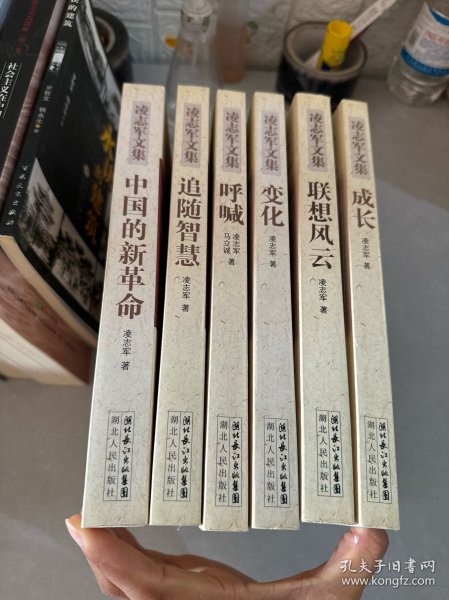 凌志军文集
中国的新革命
凌志军 著
湖北长江出版集团
湖北人民出版社
凌志军文集
追随智慧
凌志军 著
湖北长江出版集团
湖北人民出版社
凌志军文集
呼喊
凌志军
马立诚 著
湖北长江出版集团
湖北人民出版社
凌志军文集
变化
凌志军 著
湖北长江出版集团
湖北人民出版社
凌志军文集
联想风云
凌志军 著
湖北长江出版集团
湖北人民出版社
凌志军文集
成长
凌志军 著
湖北长江出版集团
湖北人民出版社
孔夫子旧书网
www.kongfz.com